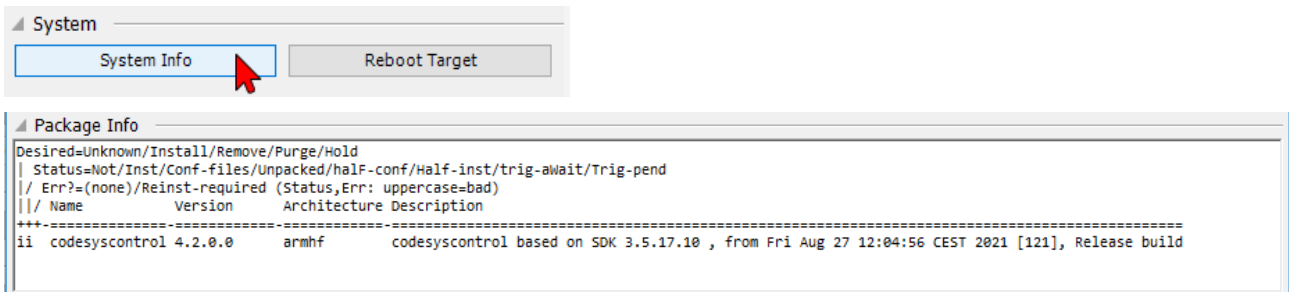 System
System Info
Reboot Target
Package Info
Desired=Unknown/Install/Remove/Purge/Hold
| Status=Not/Inst/Conf-files/Unpacked/halF-conf/Half-inst/trig-aWait/Trig-pend
|/ Err?=(none)/Reinst-required (Status,Err: uppercase=bad)
||/ Name           Version      Architecture Description
+++-==============-============-============-=================================================================================
ii  codesyscontrol 4.2.0.0      armhf        codesyscontrol based on SDK 3.5.17.10 , from Fri Aug 27 12:04:56 CEST 2021 [121], Release build